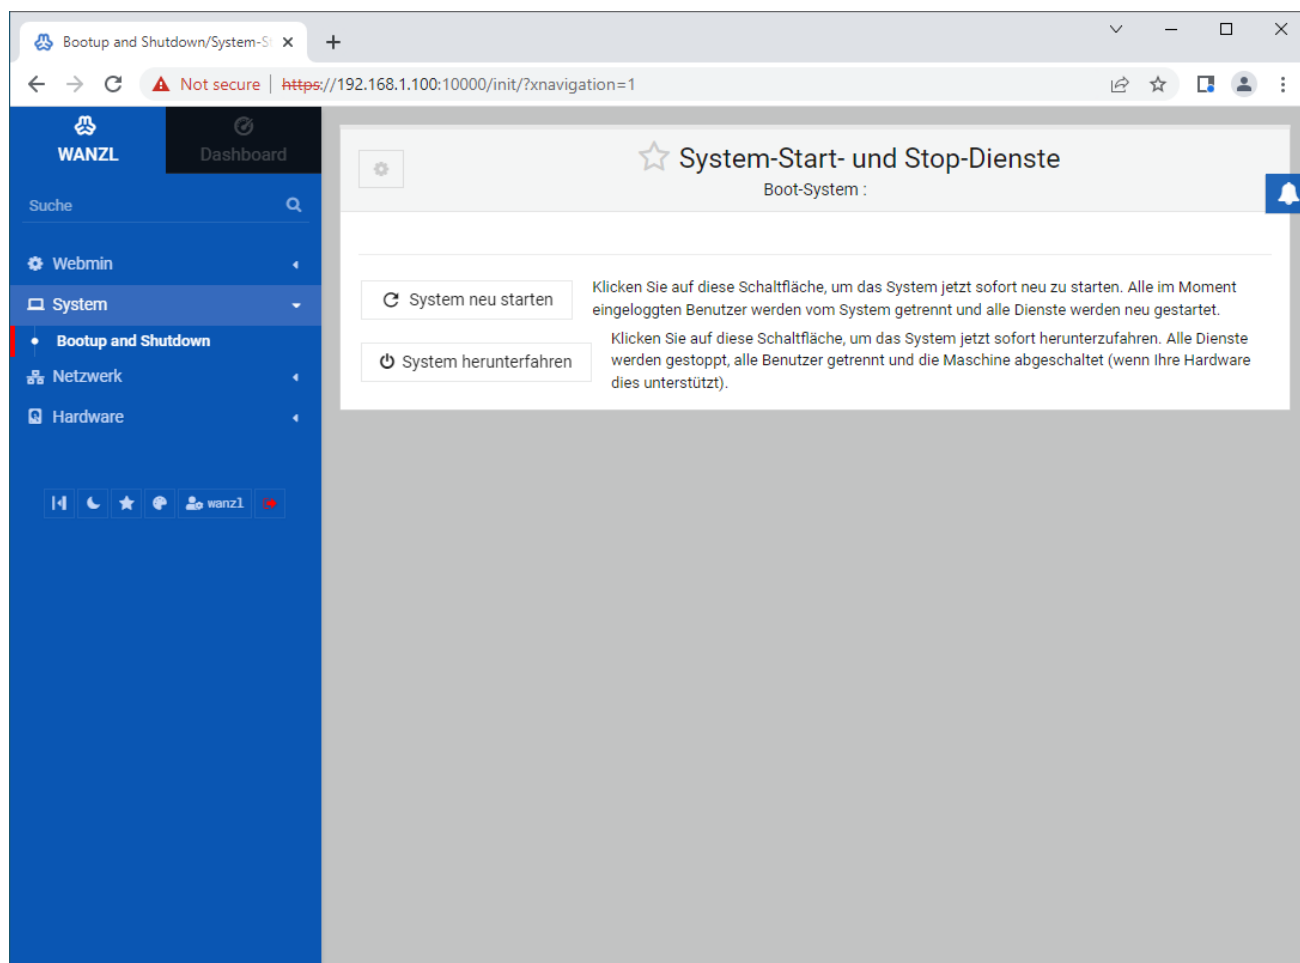 Bootup and Shutdown/System-S
Not secure | https://192.168.1.100:10000/init/?xnavigation=1
WANZL
Dashboard
Suche
Webmin
System
Bootup and Shutdown
Netzwerk
Hardware
wanzl
System-Start- und Stop-Dienste
Boot-System :
System neu starten
Klicken Sie auf diese Schaltfläche, um das System jetzt sofort neu zu starten. Alle im Moment
eingeloggten Benutzer werden vom System getrennt und alle Dienste werden neu gestartet.
System herunterfahren
Klicken Sie auf diese Schaltfläche, um das System jetzt sofort herunterzufahren. Alle Dienste
werden gestoppt, alle Benutzer getrennt und die Maschine abgeschaltet (wenn Ihre Hardware
dies unterstützt).